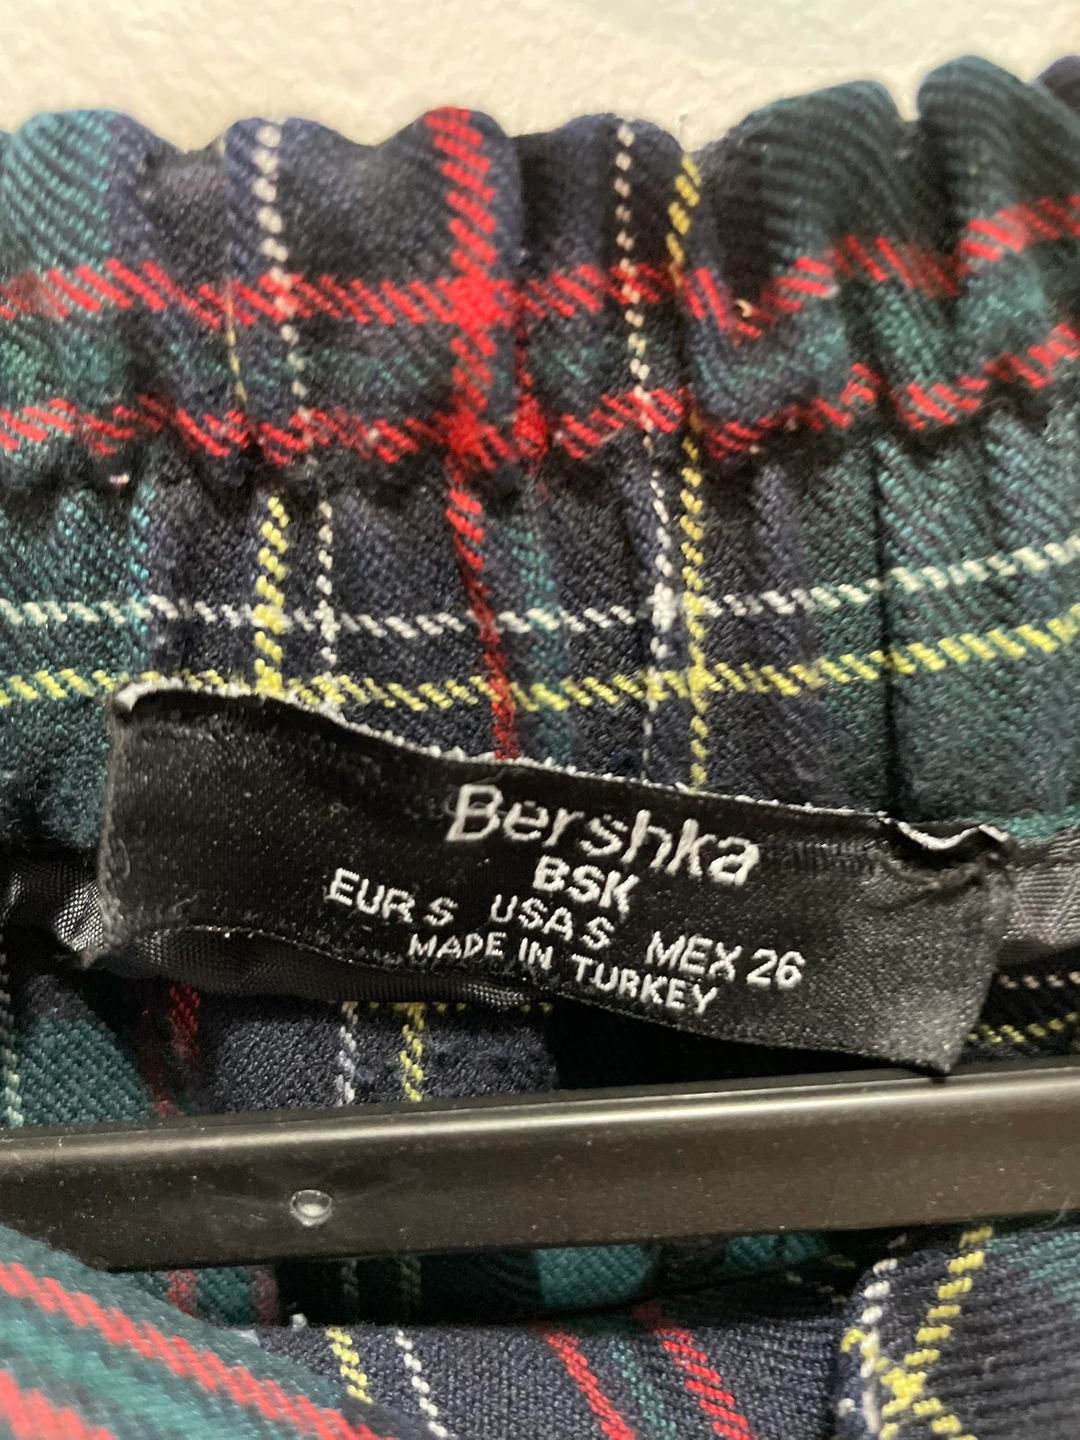 Bershka
BSK
EUR S USA S MEX 26
MADE IN TURKEY